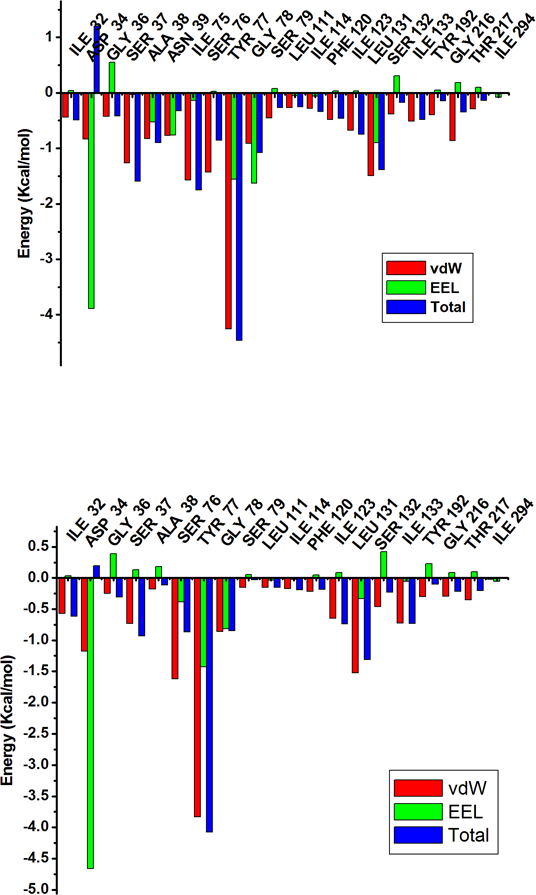 ILE 32
ASP 34
GLY 36
SER 37
ALA 38
ASN 39
ILE 75
SER 76
TYR 77
GLY 78
SER 79
LEU 111
ILE 114
PHE 120
ILE 123
LEU 131
SER 132
ILE 133
TYR 192
GLY 216
THR 217
ILE 294
1
0
-1
-2
-3
-4
Energy (Kcal/mol)
vdW
EEL
Total
ILE 32
ASP 34
GLY 36
SER 37
ALA 38
SER 76
TYR 77
GLY 78
SER 79
LEU 111
ILE 114
PHE 120
ILE 123
LEU 131
SER 132
ILE 133
TYR 192
GLY 216
THR 217
ILE 294
0.5
0.0
-0.5
-1.0
-1.5
-2.0
-2.5
-3.0
-3.5
-4.0
-4.5
-5.0
Energy (Kcal/mol)
vdW
EEL
Total